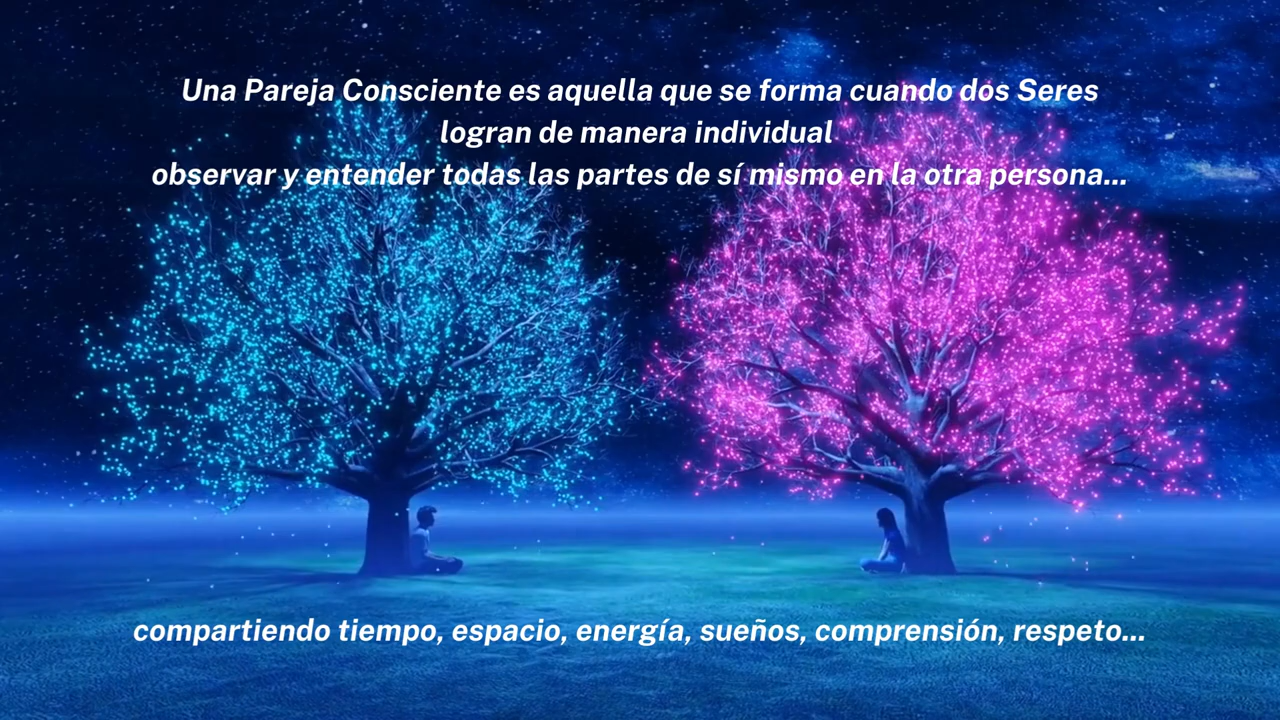 Una Pareja Consciente es aquella que se forma cuando dos Seres
logran de manera individual
observar y entender todas las partes de sí mismo en la otra persona...
compartiendo tiempo, espacio, energía, sueños, comprensión, respeto...